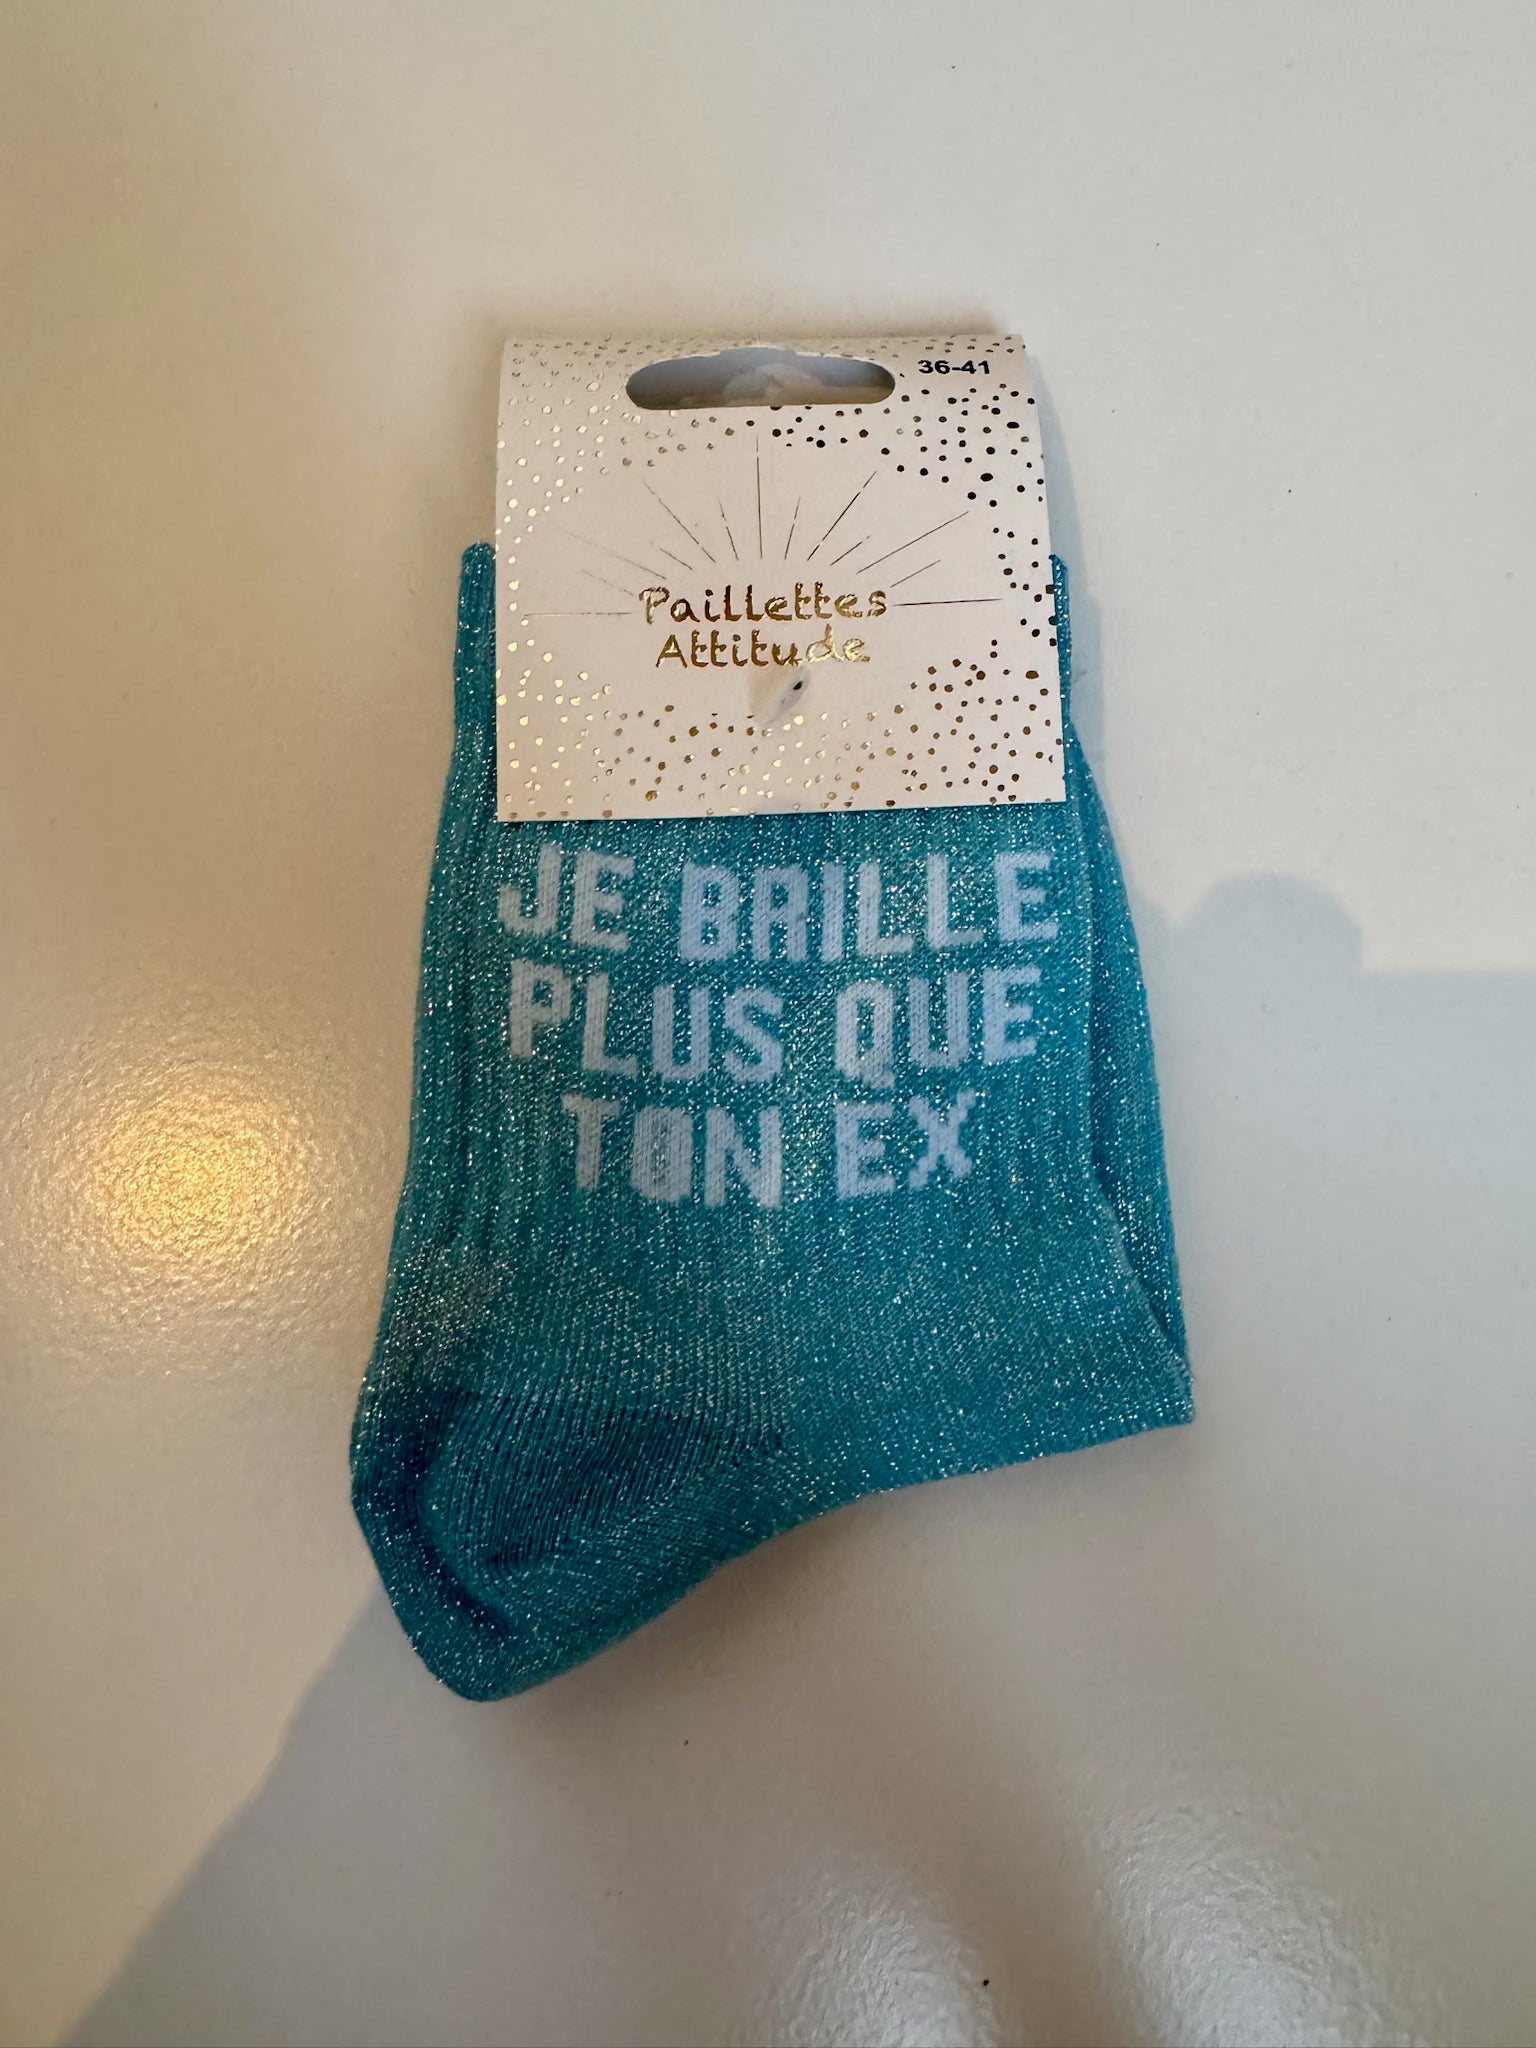 36-41
Paillettes
Attitude
JE BRILLE
PLUS QUE
TON EX